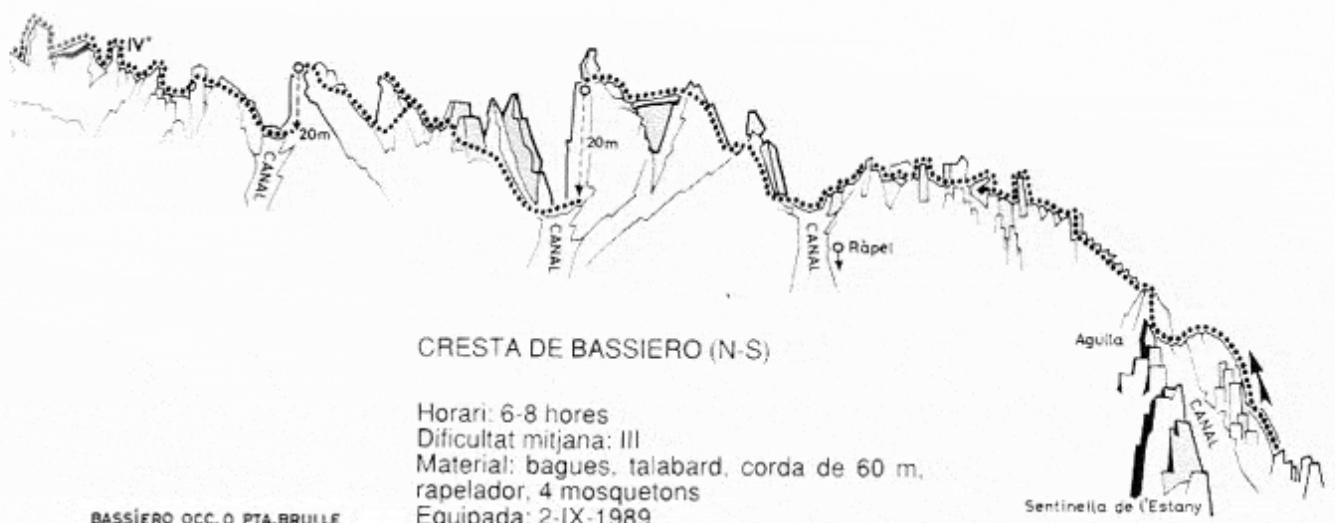 IV°
20m
CANAL
20m
CANAL
CANAL
Ràpel
CRESTA DE BASSIERO (N-S)
Agulla
Horari: 6-8 hores
Dificultat mitjana: III
Material: bagues, talabard, corda de 60 m,
rapelador, 4 mosquetons
Equipada: 2-IX-1989
CANAL
Sentinella de l'Estany
BASSIERO OCC. O PTA. BRULLE